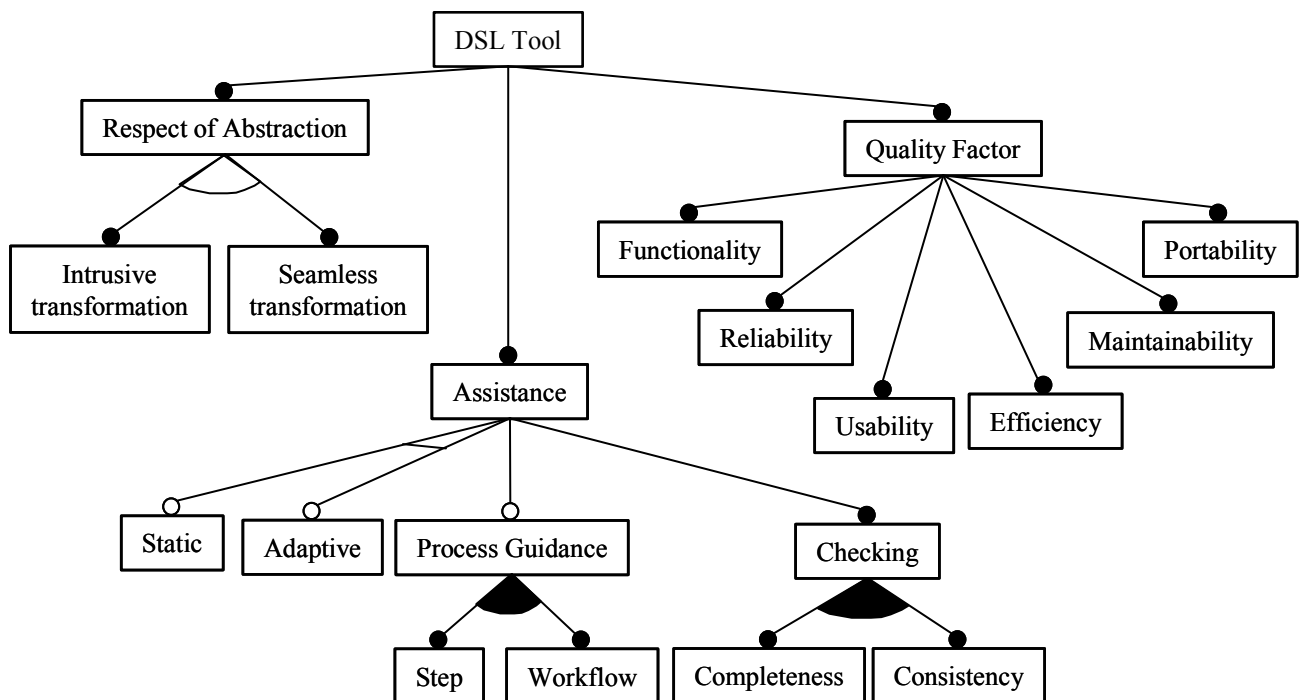 DSL Tool
Respect of Abstraction
Quality Factor
Intrusive
transformation
Seamless
transformation
Functionality
Portability
Reliability
Maintainability
Usability
Efficiency
Assistance
Static
Adaptive
Process Guidance
Checking
Step
Workflow
Completeness
Consistency